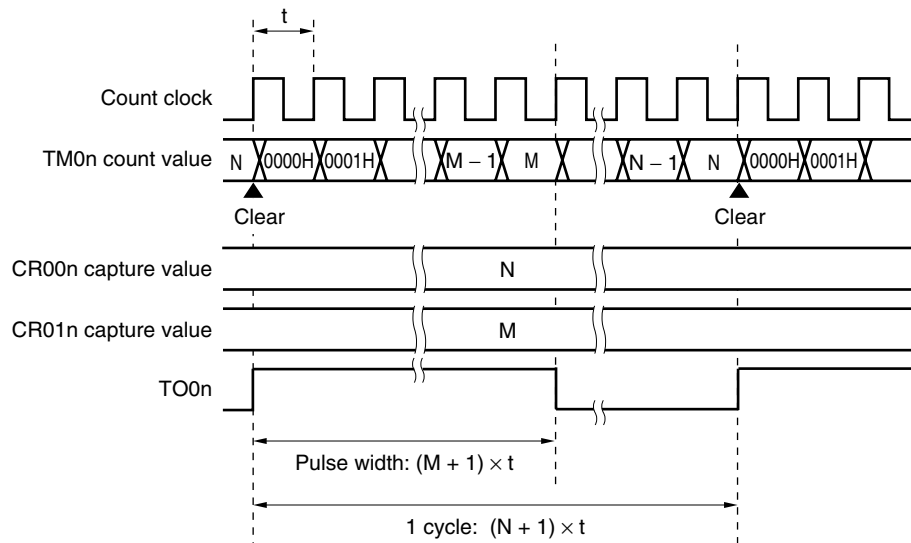 t
Count clock
TM0n count value N 0000H 0001H M – 1 M N – 1 N 0000H 0001H
Clear Clear
CR00n capture value N
CR01n capture value M
TO0n
Pulse width: (M + 1) × t
1 cycle: (N + 1) × t